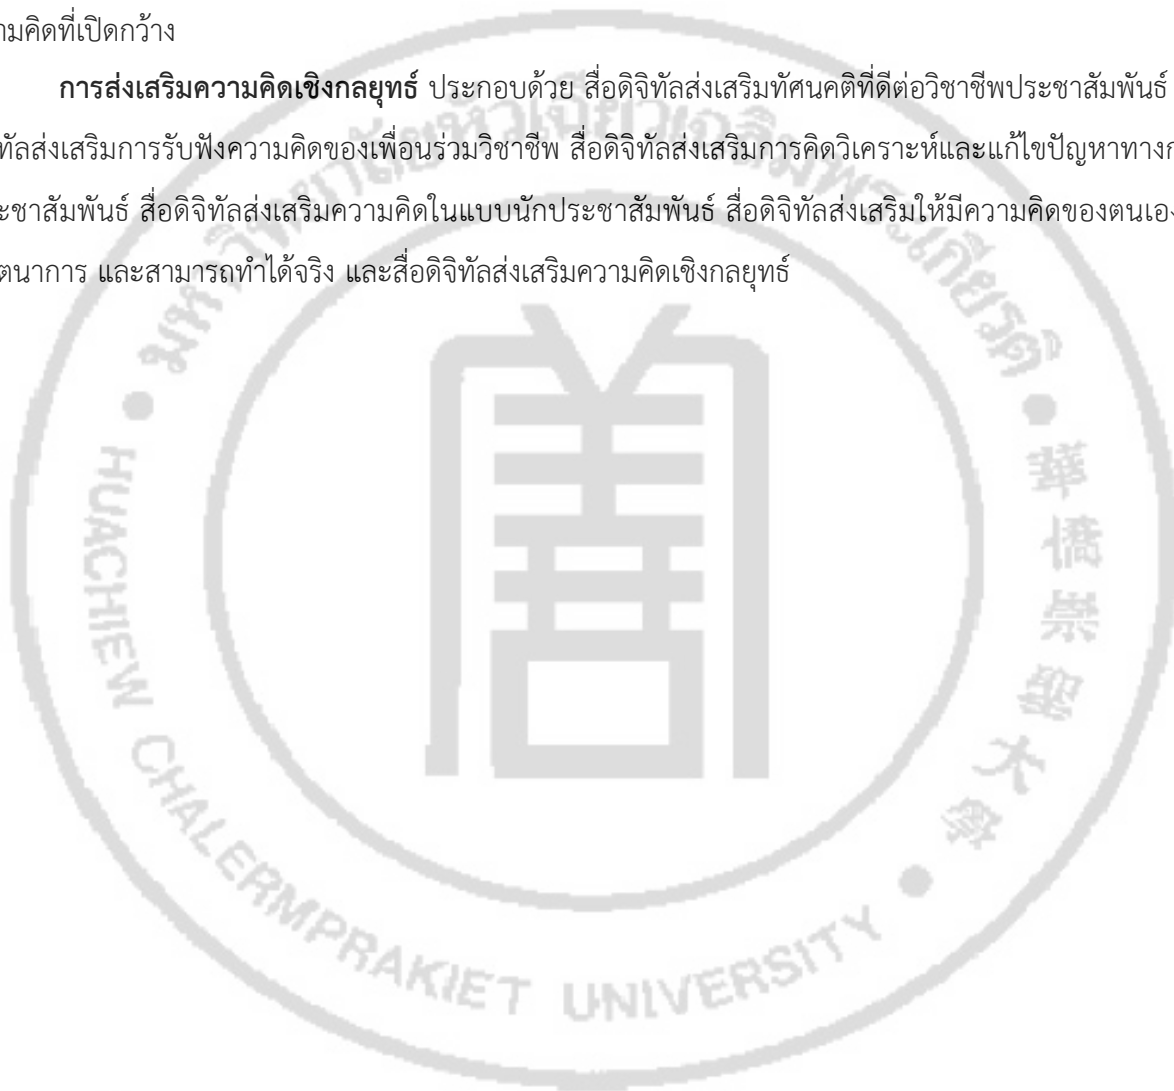 ามคิดที่เปิดกว้าง
การส่งเสริมความคิดเชิงกลยุทธ์ ประกอบด้วย สื่อดิจิทัลส่งเสริมทัศนคติที่ดีต่อวิชาชีพประชาสัมพันธ์
ทัลส่งเสริมการรับฟังความคิดของเพื่อนร่วมวิชาชีพ สื่อดิจิทัลส่งเสริมการคิดวิเคราะห์และแก้ไขปัญหาทางก
ะชาสัมพันธ์ สื่อดิจิทัลส่งเสริมความคิดในแบบนักประชาสัมพันธ์ สื่อดิจิทัลส่งเสริมให้มีความคิดของตนเอง
ตนาการ และสามารถทำได้จริง และสื่อดิจิทัลส่งเสริมความคิดเชิงกลยุทธ์
มหาวิทยาลัยหัวเฉียวเฉลิมพระเกียรติ
華僑崇聖大學
HUACHIEW CHALERMPRAKIET UNIVERSITY